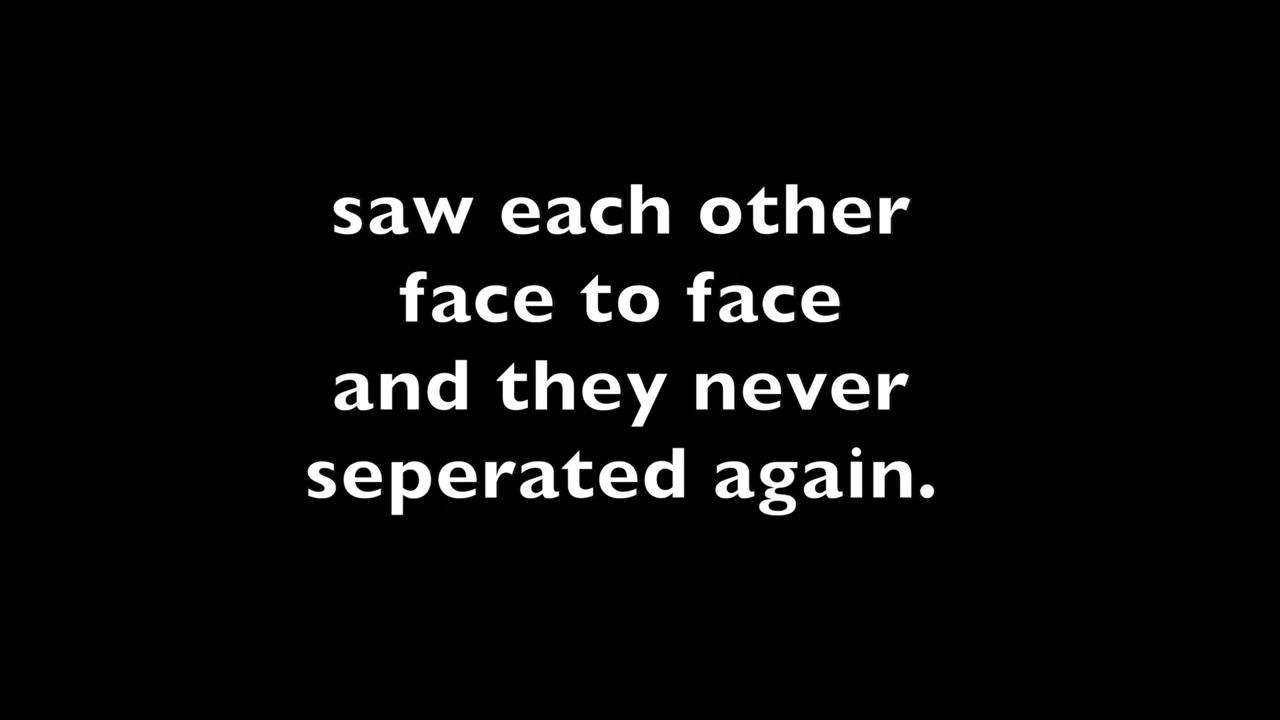 saw each other
face to face
and they never
seperated again.